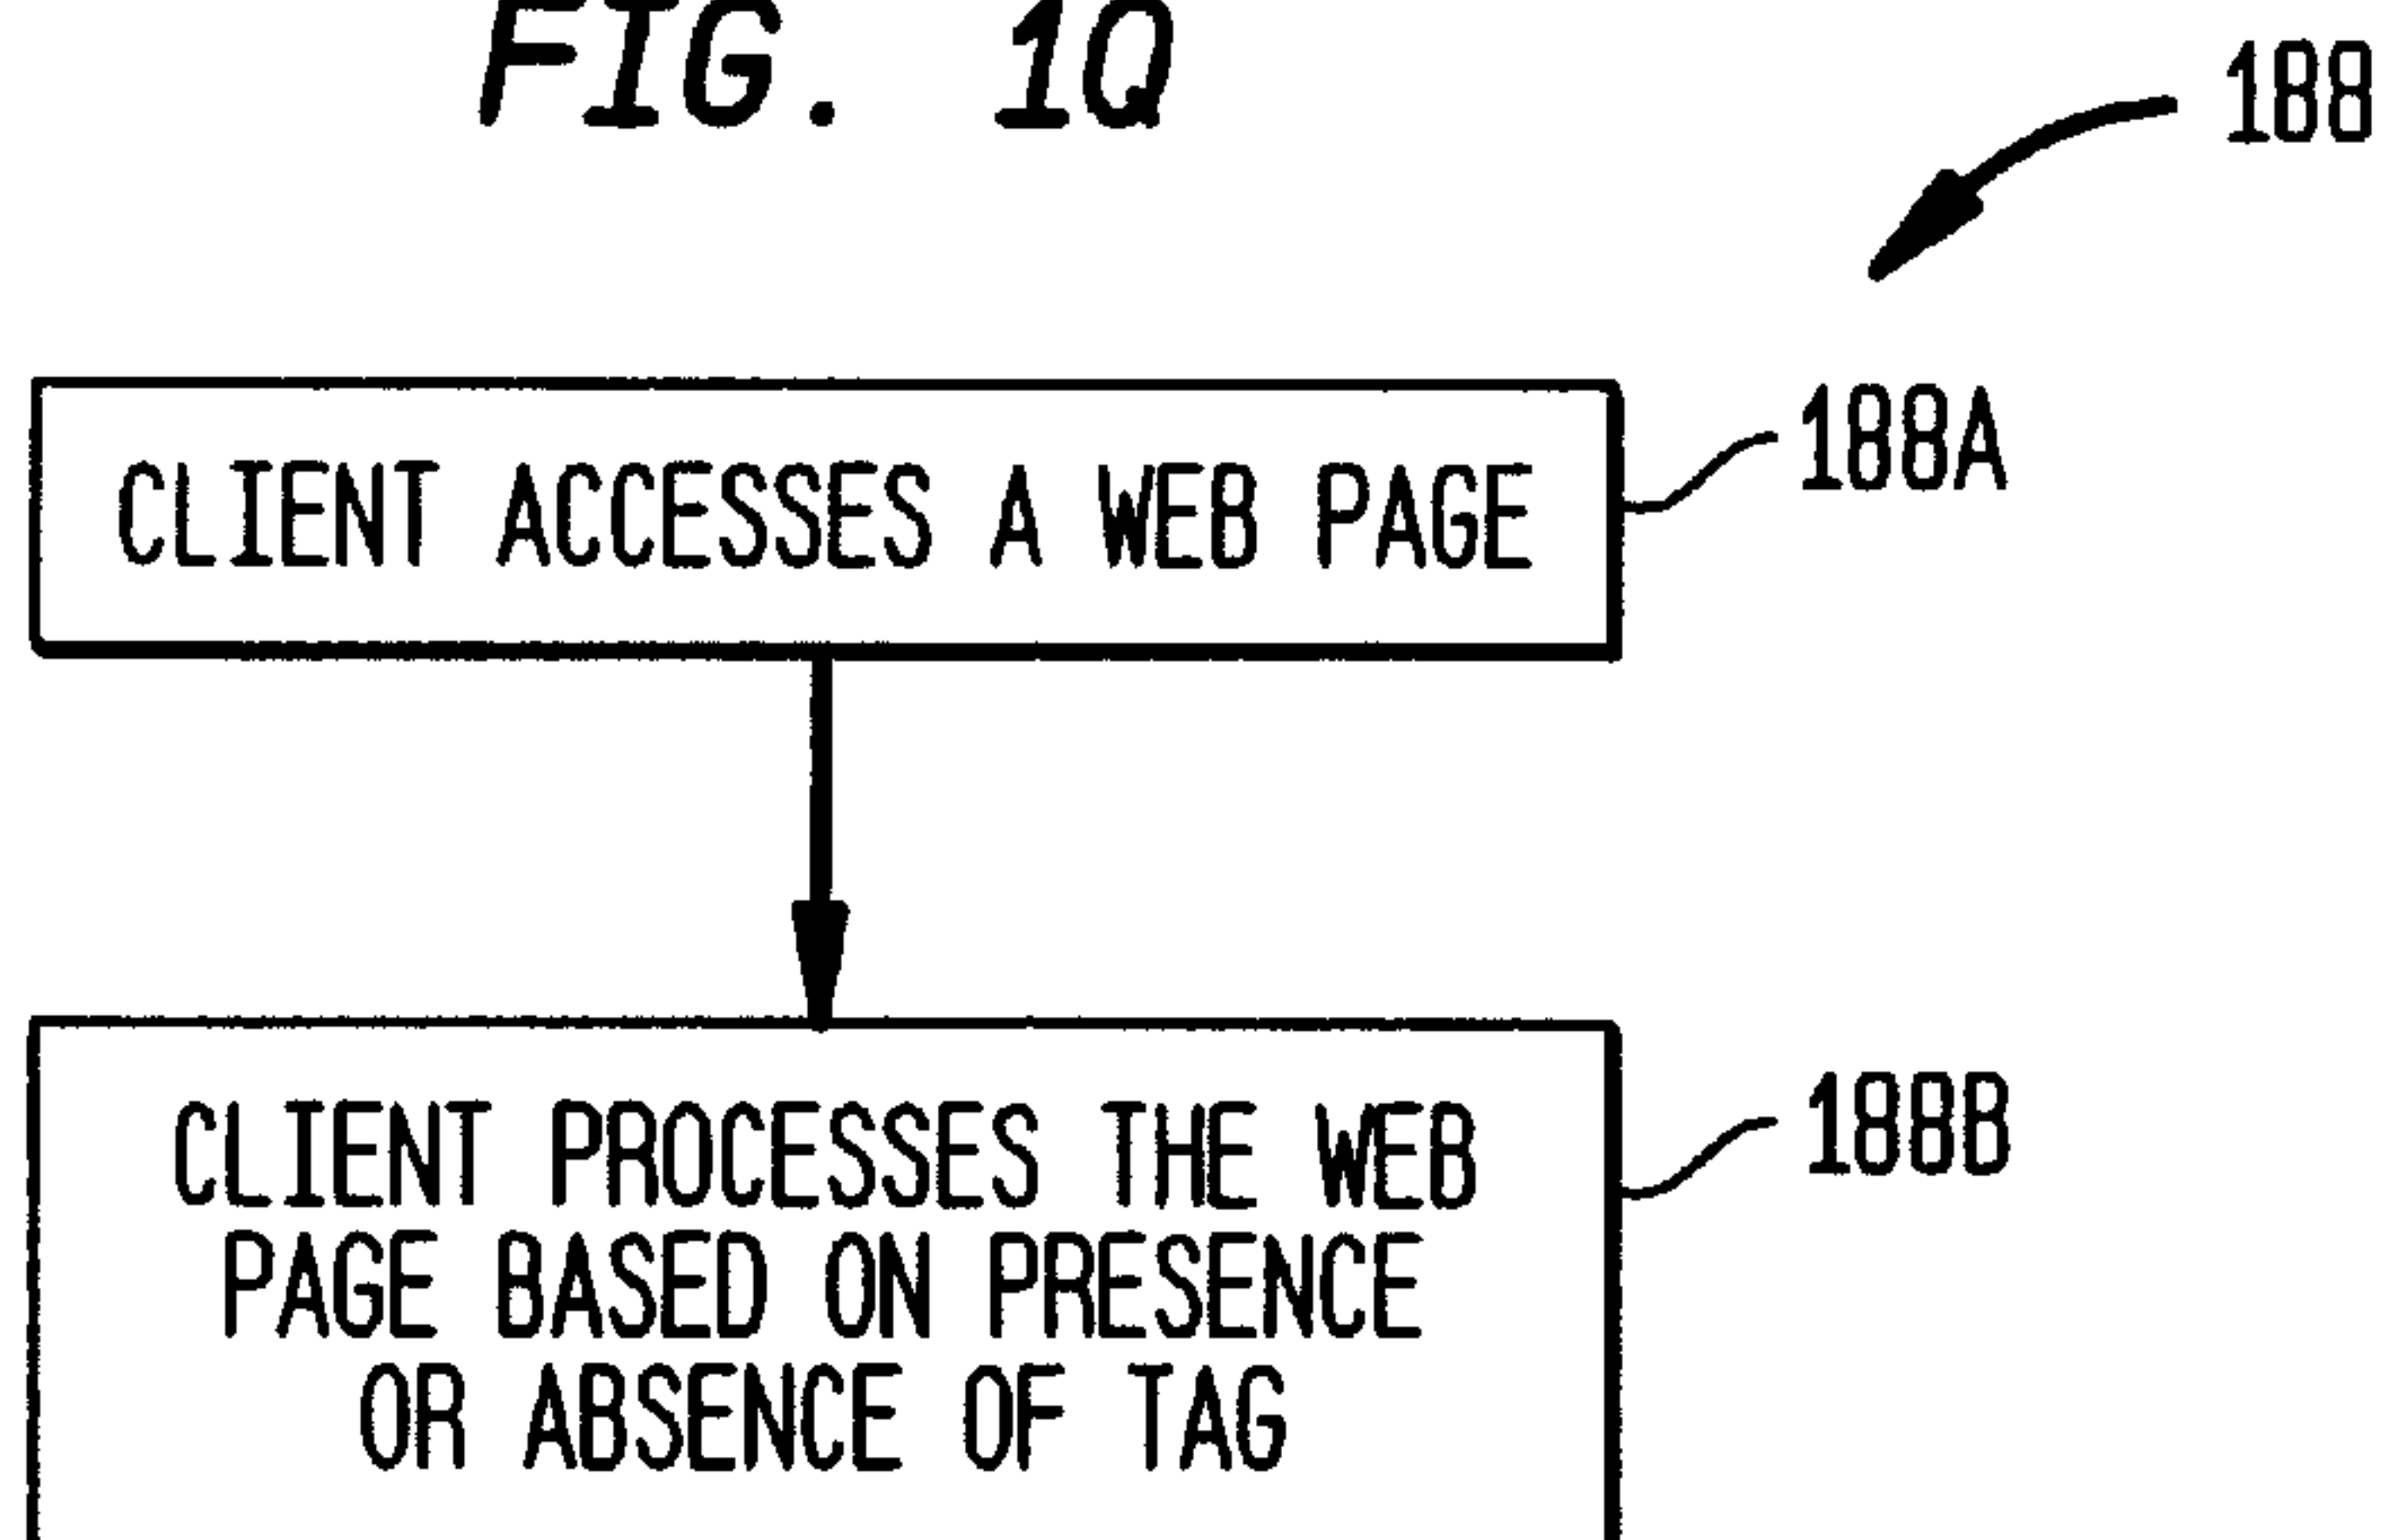 FIG. 1Q
188
CLIENT ACCESSES A WEB PAGE
188A
CLIENT PROCESSES THE WEB
PAGE BASED ON PRESENCE
OR ABSENCE OF TAG
188B